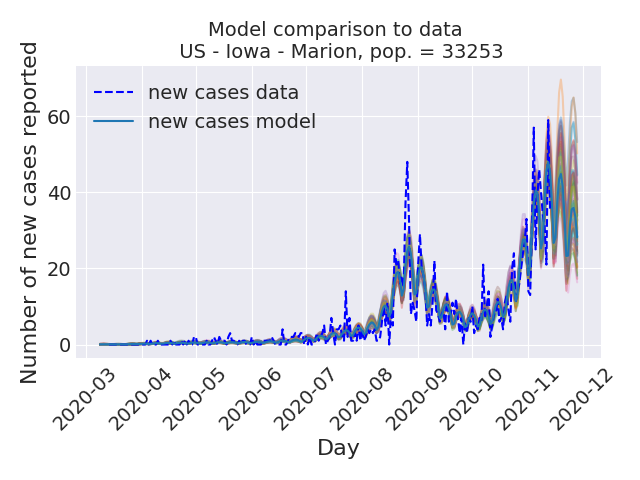 Model comparison to data
US - Iowa - Marion, pop. = 33253
Number of new cases reported
new cases data
new cases model
60
40
20
0
2020-03
2020-04
2020-05
2020-06
2020-07
2020-08
2020-09
2020-10
2020-11
2020-12
Day